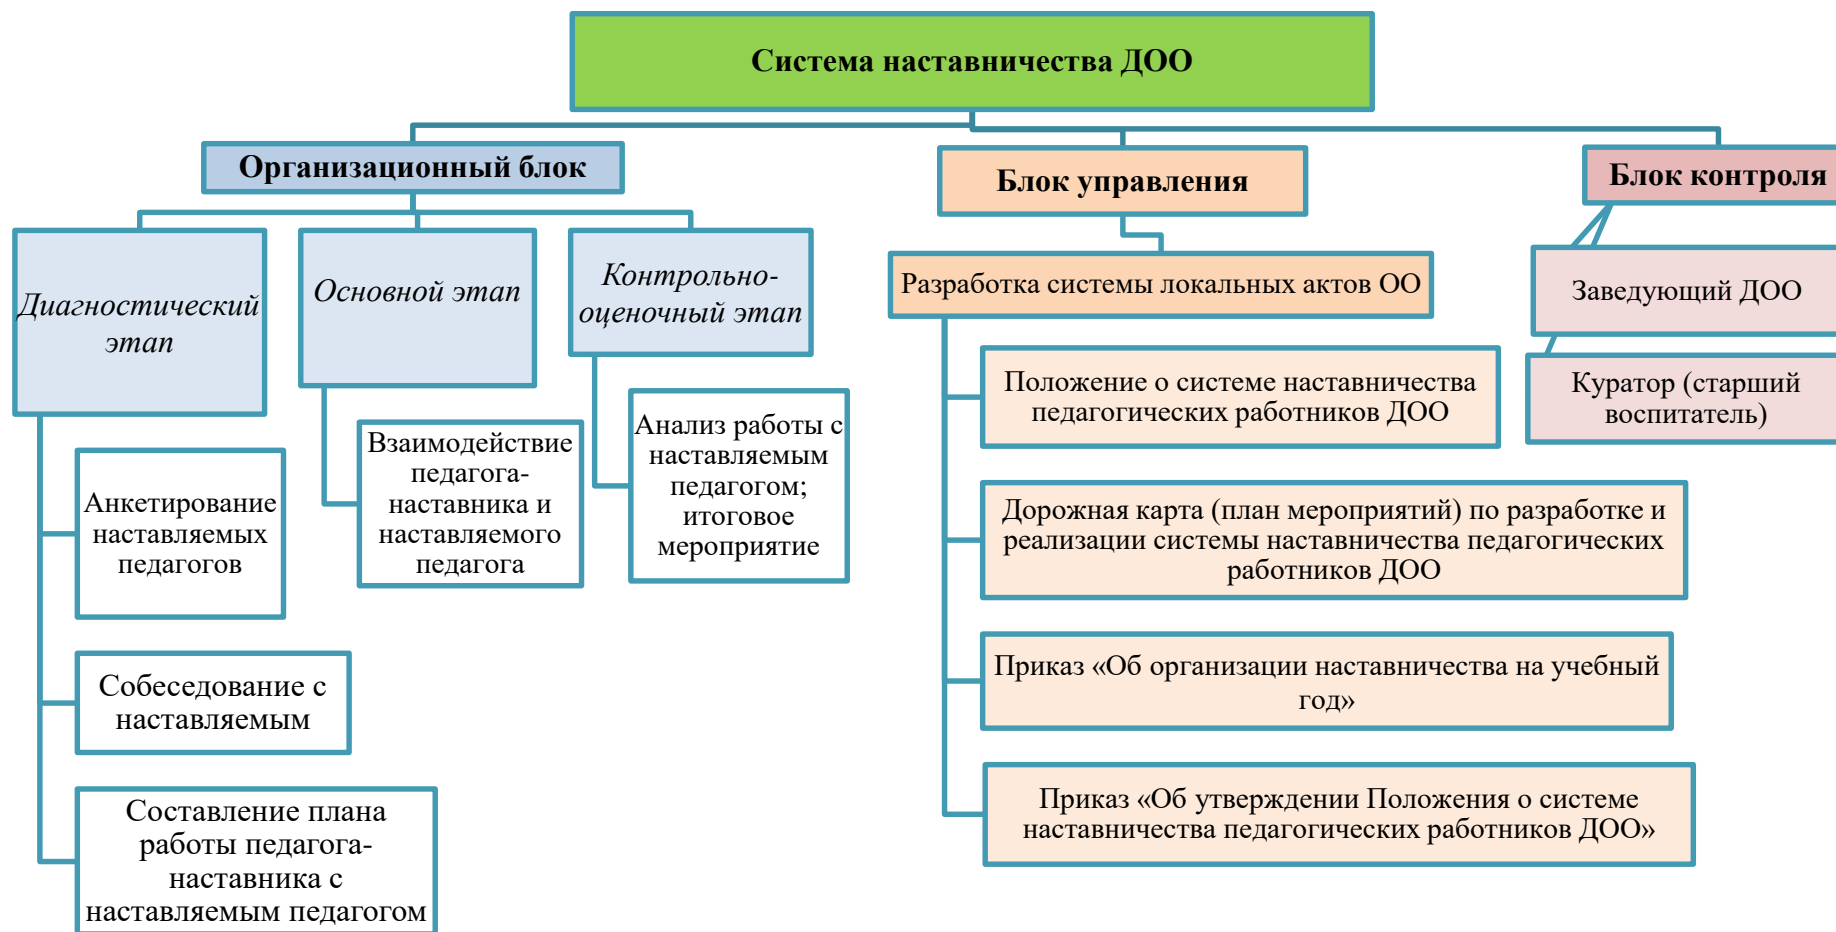 Система наставничества ДОО
Организационный блок
Блок управления
Блок контроля
Диагностический
этап
Основной этап
Контрольно-
оценочный этап
Анкетирование
наставляемых
педагогов
Собеседование с
наставляемым
Составление плана
работы педагога-
наставника с
наставляемым педагогом
Взаимодействие
педагога-
наставника и
наставляемого
педагога
Анализ работы с
наставляемым
педагогом;
итоговое
мероприятие
Разработка системы локальных актов ОО
Положение о системе наставничества
педагогических работников ДОО
Дорожная карта (план мероприятий) по разработке и
реализации системы наставничества педагогических
работников ДОО
Приказ «Об организации наставничества на учебный
год»
Приказ «Об утверждении Положения о системе
наставничества педагогических работников ДОО»
Заведующий ДОО
Куратор (старший
воспитатель)